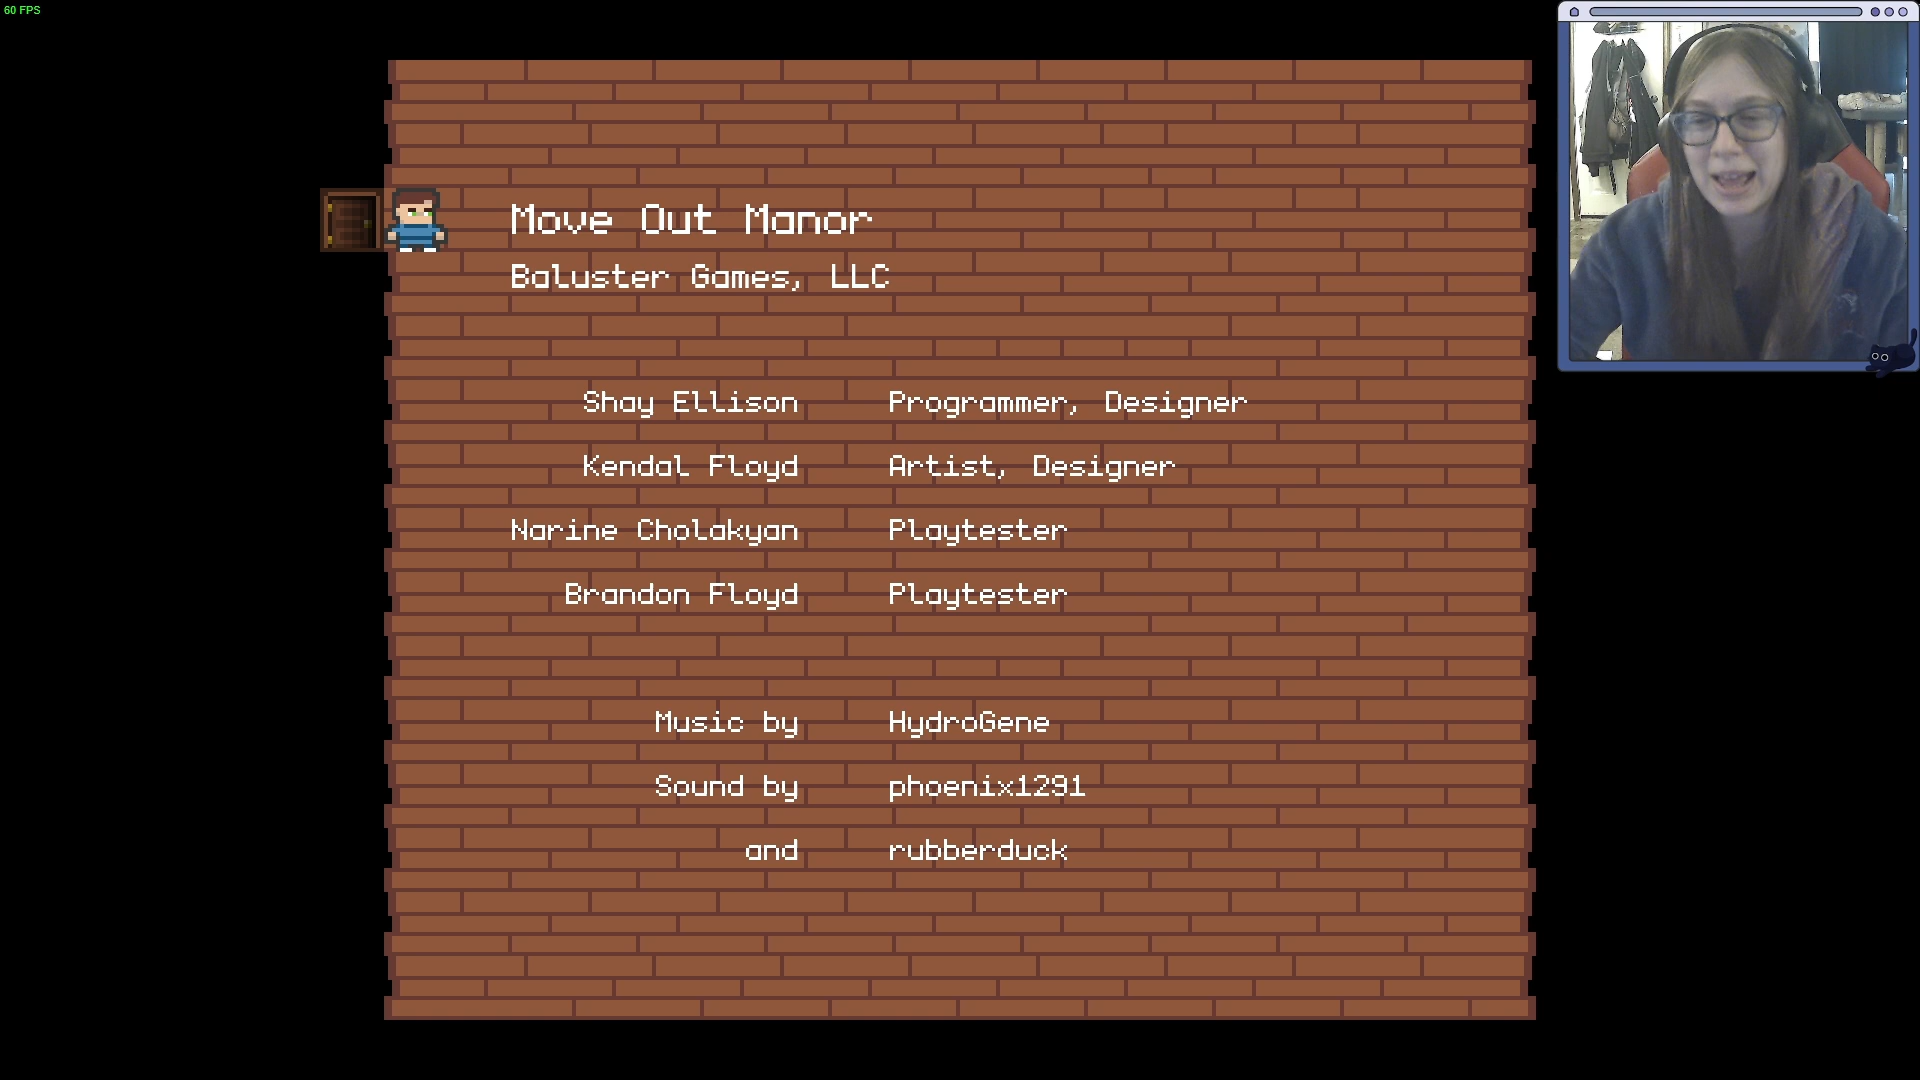 60 FPS
Move Out Manor
Baluster Games, LLC
Shay Ellison Programmer, Designer
Kendal Floyd Artist, Designer
Narine Cholakyan Playtester
Brandon Floyd Playtester
Music by HydroGene
Sound by phoenix1291
and rubberduck